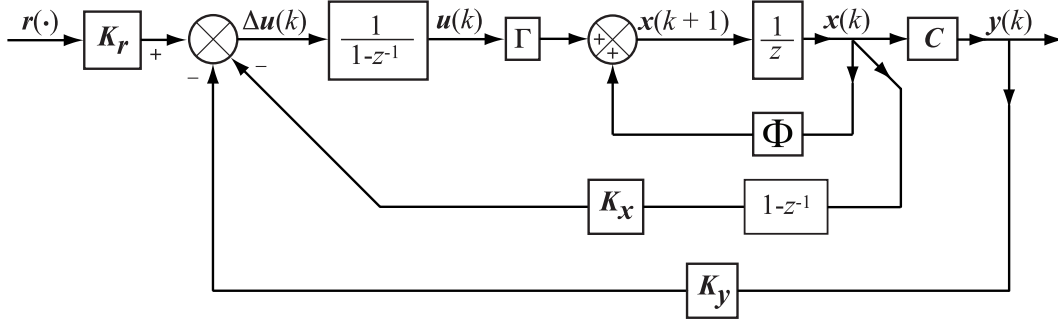 r(·)
K_r
+
−
−
Δu(k)
1
1-z⁻¹
u(k)
Γ
+
+
x(k + 1)
1
z
x(k)
C
y(k)
Φ
K_x
1-z⁻¹
K_y